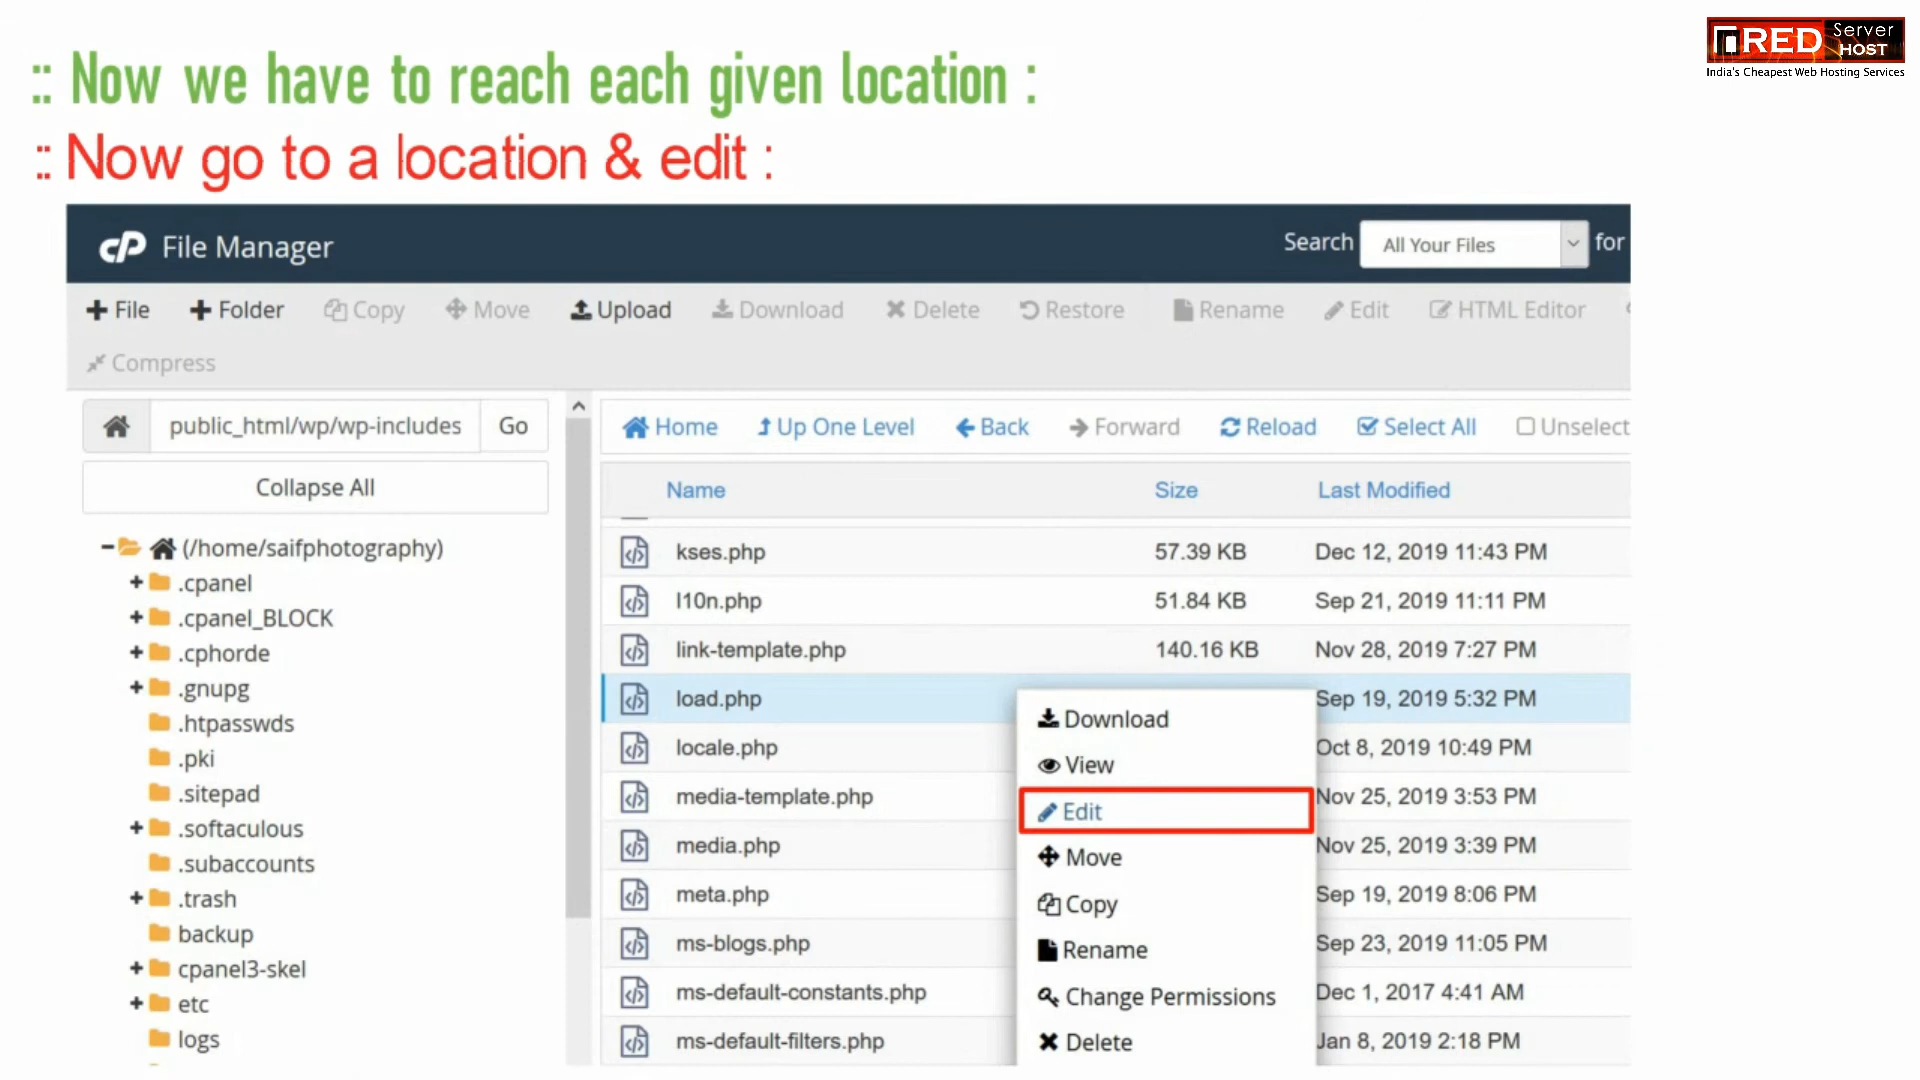 RED Server HOST
India's Cheapest Web Hosting Services
:: Now we have to reach each given location :
:: Now go to a location & edit :
cP File Manager
Search All Your Files for
File Folder Copy Move Upload Download Delete Restore Rename Edit HTML Editor
Compress
public_html/wp/wp-includes Go
Collapse All
(/home/saifphotography)
.cpanel
.cpanel_BLOCK
.cphorde
.gnupg
.htpasswds
.pki
.sitepad
.softaculous
.subaccounts
.trash
backup
cpanel3-skel
etc
logs
Home Up One Level Back Forward Reload Select All Unselect
Name Size Last Modified
kses.php 57.39 KB Dec 12, 2019 11:43 PM
l10n.php 51.84 KB Sep 21, 2019 11:11 PM
link-template.php 140.16 KB Nov 28, 2019 7:27 PM
load.php Sep 19, 2019 5:32 PM
locale.php Oct 8, 2019 10:49 PM
media-template.php Nov 25, 2019 3:53 PM
media.php Nov 25, 2019 3:39 PM
meta.php Sep 19, 2019 8:06 PM
ms-blogs.php Sep 23, 2019 11:05 PM
ms-default-constants.php Dec 1, 2017 4:41 AM
ms-default-filters.php Jan 8, 2019 2:18 PM
Download
View
Edit
Move
Copy
Rename
Change Permissions
Delete